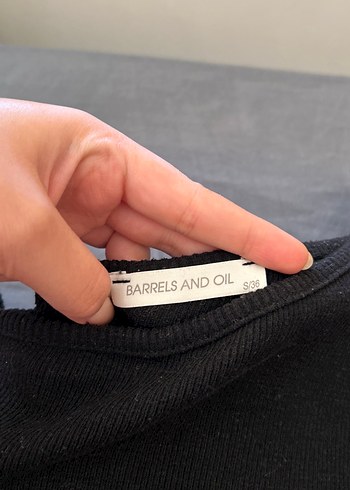 BARRELS AND OIL
S/36